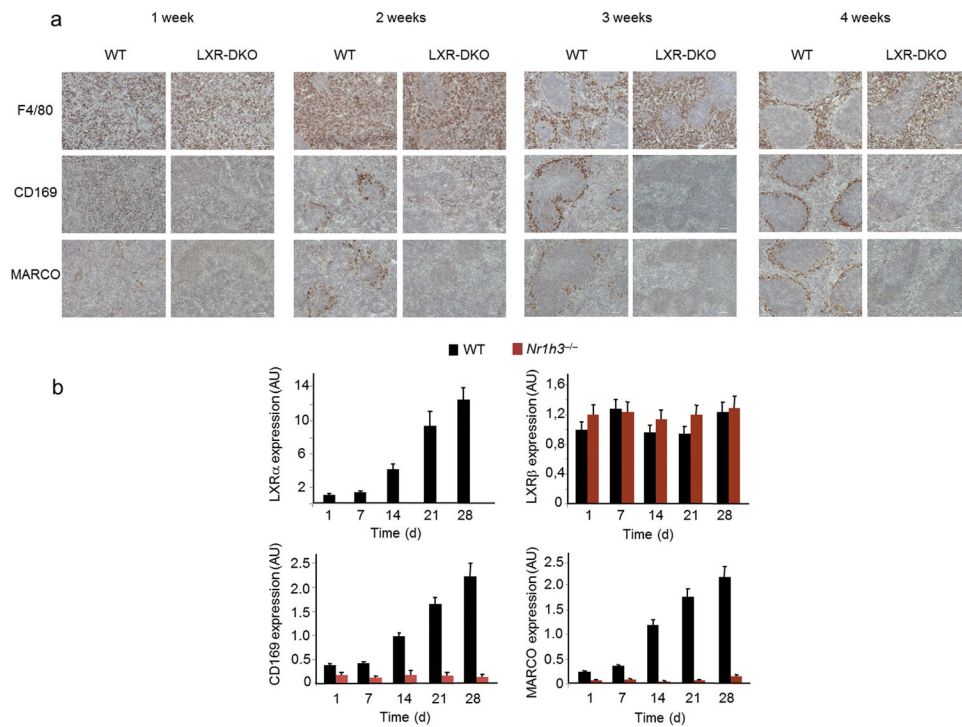 a
1 week 2 weeks 3 weeks 4 weeks
WT LXR-DKO WT LXR-DKO WT LXR-DKO WT LXR-DKO
F4/80
CD169
MARCO
WT Nr1h3–/–
b
LXRα expression (AU)
14
10
6
2
1 7 14 21 28
Time (d)
LXRβ expression (AU)
1,6
1,2
0,8
0,4
0
1 7 14 21 28
Time (d)
CD169 expression (AU)
2.5
2.0
1.5
1.0
0.5
0
1 7 14 21 28
Time (d)
MARCO expression (AU)
2.5
2.0
1.5
1.0
0.5
0
1 7 14 21 28
Time (d)